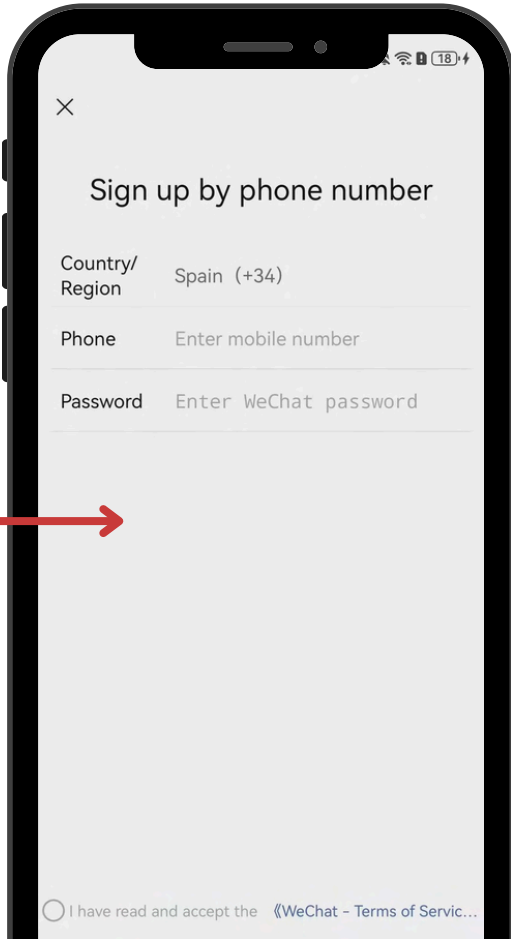 18
Sign up by phone number
Country/
Region
Spain (+34)
Phone
Enter mobile number
Password
Enter WeChat password
I have read and accept the 《WeChat - Terms of Servic...